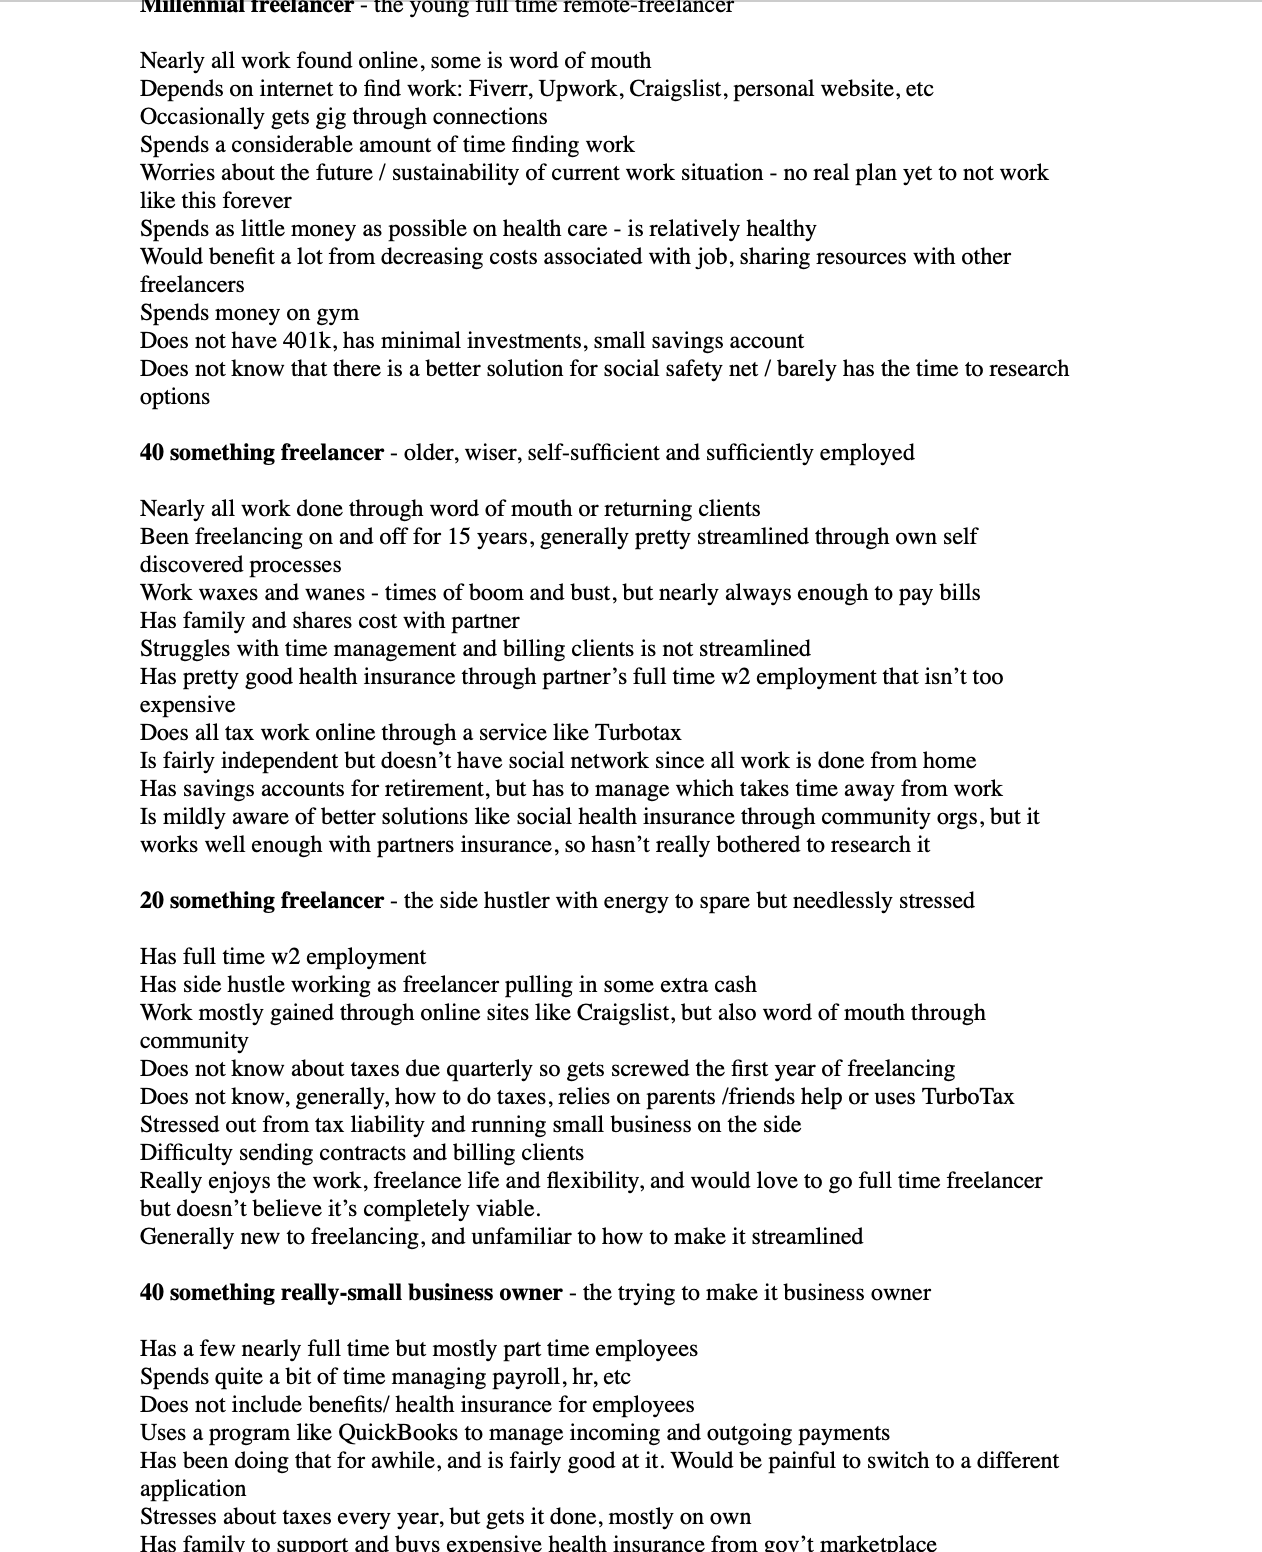 Millennial freelancer - the young full time remote-freelancer
Nearly all work found online, some is word of mouth
Depends on internet to find work: Fiverr, Upwork, Craigslist, personal website, etc
Occasionally gets gig through connections
Spends a considerable amount of time finding work
Worries about the future / sustainability of current work situation - no real plan yet to not work
like this forever
Spends as little money as possible on health care - is relatively healthy
Would benefit a lot from decreasing costs associated with job, sharing resources with other
freelancers
Spends money on gym
Does not have 401k, has minimal investments, small savings account
Does not know that there is a better solution for social safety net / barely has the time to research
options
40 something freelancer - older, wiser, self-sufficient and sufficiently employed
Nearly all work done through word of mouth or returning clients
Been freelancing on and off for 15 years, generally pretty streamlined through own self
discovered processes
Work waxes and wanes - times of boom and bust, but nearly always enough to pay bills
Has family and shares cost with partner
Struggles with time management and billing clients is not streamlined
Has pretty good health insurance through partner’s full time w2 employment that isn’t too
expensive
Does all tax work online through a service like Turbotax
Is fairly independent but doesn’t have social network since all work is done from home
Has savings accounts for retirement, but has to manage which takes time away from work
Is mildly aware of better solutions like social health insurance through community orgs, but it
works well enough with partners insurance, so hasn’t really bothered to research it
20 something freelancer - the side hustler with energy to spare but needlessly stressed
Has full time w2 employment
Has side hustle working as freelancer pulling in some extra cash
Work mostly gained through online sites like Craigslist, but also word of mouth through
community
Does not know about taxes due quarterly so gets screwed the first year of freelancing
Does not know, generally, how to do taxes, relies on parents /friends help or uses TurboTax
Stressed out from tax liability and running small business on the side
Difficulty sending contracts and billing clients
Really enjoys the work, freelance life and flexibility, and would love to go full time freelancer
but doesn’t believe it’s completely viable.
Generally new to freelancing, and unfamiliar to how to make it streamlined
40 something really-small business owner - the trying to make it business owner
Has a few nearly full time but mostly part time employees
Spends quite a bit of time managing payroll, hr, etc
Does not include benefits/ health insurance for employees
Uses a program like QuickBooks to manage incoming and outgoing payments
Has been doing that for awhile, and is fairly good at it. Would be painful to switch to a different
application
Stresses about taxes every year, but gets it done, mostly on own
Has family to support and buys expensive health insurance from gov’t marketplace